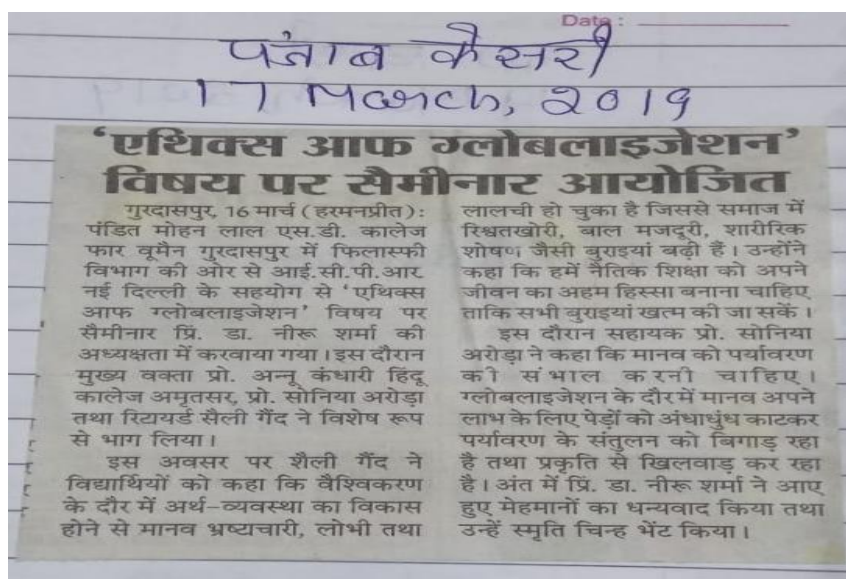 Date :
पंजाब केसरी
17 March, 2019
'एथिक्स आफ ग्लोबलाइजेशन'
विषय पर सैमीनार आयोजित
गुरदासपुर, 16 मार्च (हरमनप्रीत):
पंडित मोहन लाल एस.डी. कालेज
फार वूमैन गुरदासपुर में फिलास्फी
विभाग की ओर से आई.सी.पी.आर.
नई दिल्ली के सहयोग से 'एथिक्स
आफ ग्लोबलाइजेशन' विषय पर
सैमीनार प्रिं. डा. नीरू शर्मा की
अध्यक्षता में करवाया गया। इस दौरान
मुख्य वक्ता प्रो. अन्नू कंधारी हिंदू
कालेज अमृतसर, प्रो. सोनिया अरोड़ा
तथा रिटायर्ड सैली गैंद ने विशेष रूप
से भाग लिया।
इस अवसर पर शैली गैंद ने
विद्यार्थियों को कहा कि वैश्विकरण
के दौर में अर्थ-व्यवस्था का विकास
होने से मानव भ्रष्टाचारी, लोभी तथा
लालची हो चुका है जिससे समाज में
रिश्वतखोरी, बाल मजदूरी, शारीरिक
शोषण जैसी बुराइयां बढ़ी हैं। उन्होंने
कहा कि हमें नैतिक शिक्षा को अपने
जीवन का अहम हिस्सा बनाना चाहिए
ताकि सभी बुराइयां खत्म की जा सकें।
इस दौरान सहायक प्रो. सोनिया
अरोड़ा ने कहा कि मानव को पर्यावरण
की संभाल करनी चाहिए।
ग्लोबलाइजेशन के दौर में मानव अपने
लाभ के लिए पेड़ों को अंधाधुंध काटकर
पर्यावरण के संतुलन को बिगाड़ रहा
है तथा प्रकृति से खिलवाड़ कर रहा
है। अंत में प्रिं. डा. नीरू शर्मा ने आए
हुए मेहमानों का धन्यवाद किया तथा
उन्हें स्मृति चिन्ह भेंट किया।